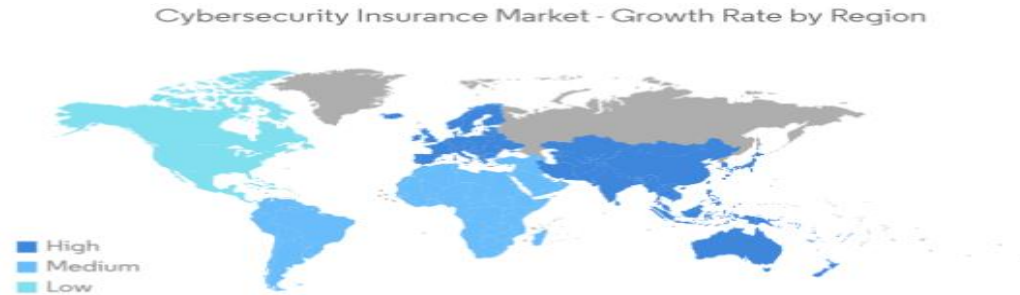 Cybersecurity Insurance Market - Growth Rate by Region
High
Medium
Low